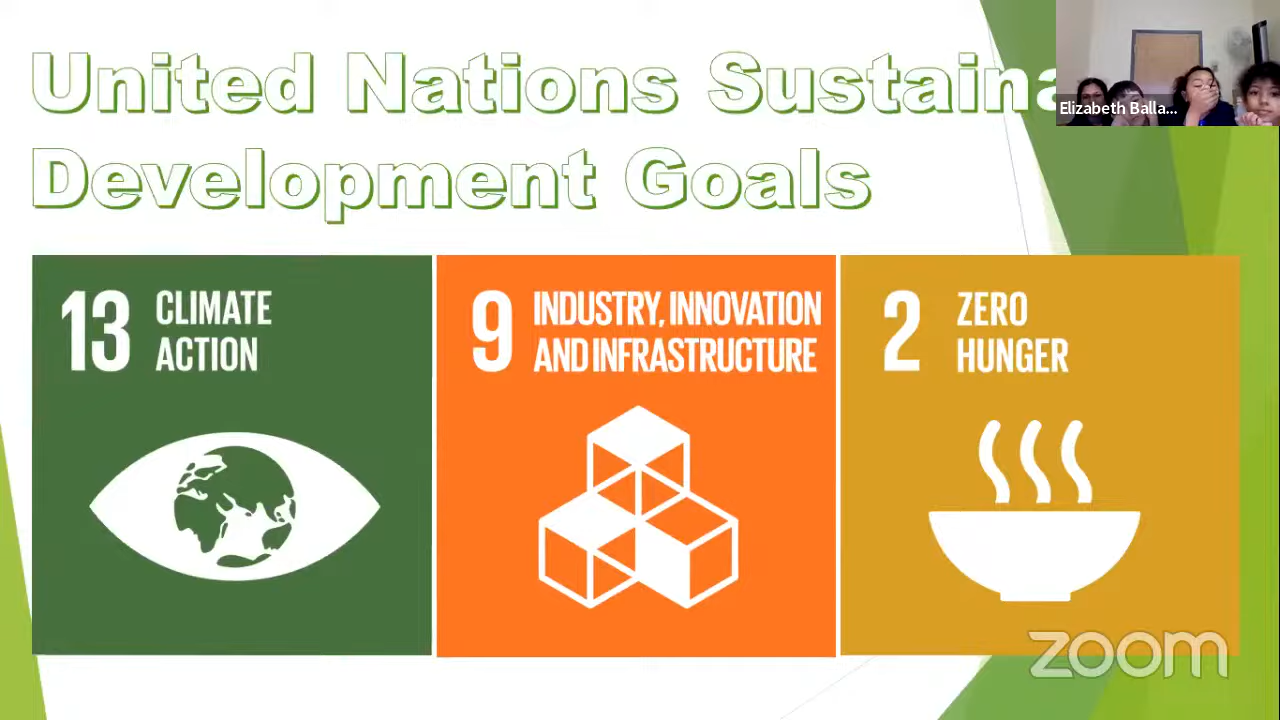 United Nations Sustaina
Development Goals
Elizabeth Balla...
13 CLIMATE
ACTION
9 INDUSTRY, INNOVATION
AND INFRASTRUCTURE
2 ZERO
HUNGER
zoom